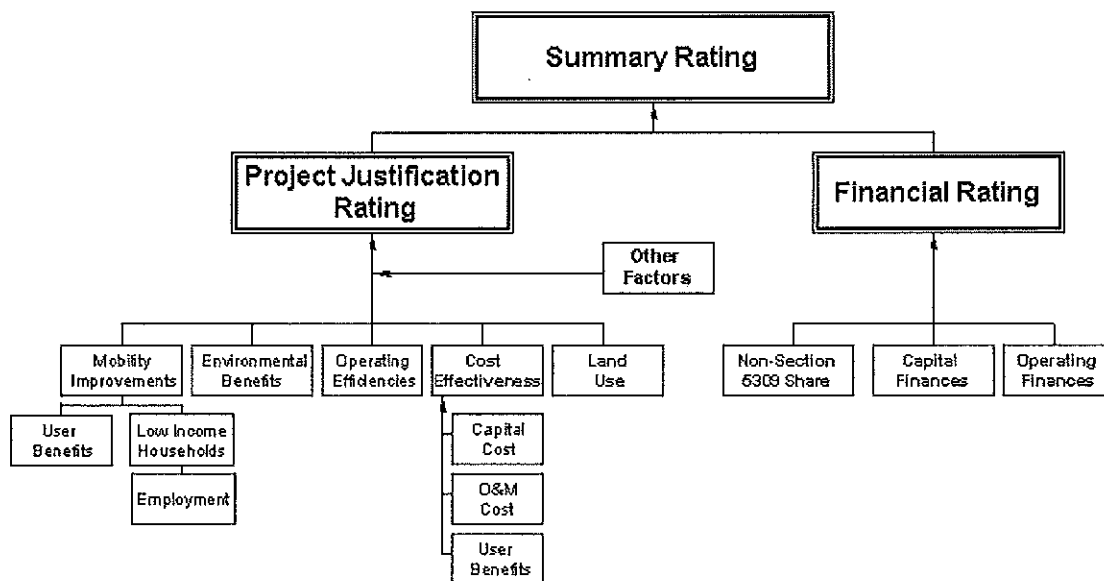 Summary Rating
Project Justification
Rating
Financial Rating
Other
Factors
Mobility
Improvements
Environmental
Benefits
Operating
Efficiencies
Cost
Effectiveness
Land
Use
Non-Section
5309 Share
Capital
Finances
Operating
Finances
User
Benefits
Low Income
Households
Employment
Capital
Cost
O&M
Cost
User
Benefits